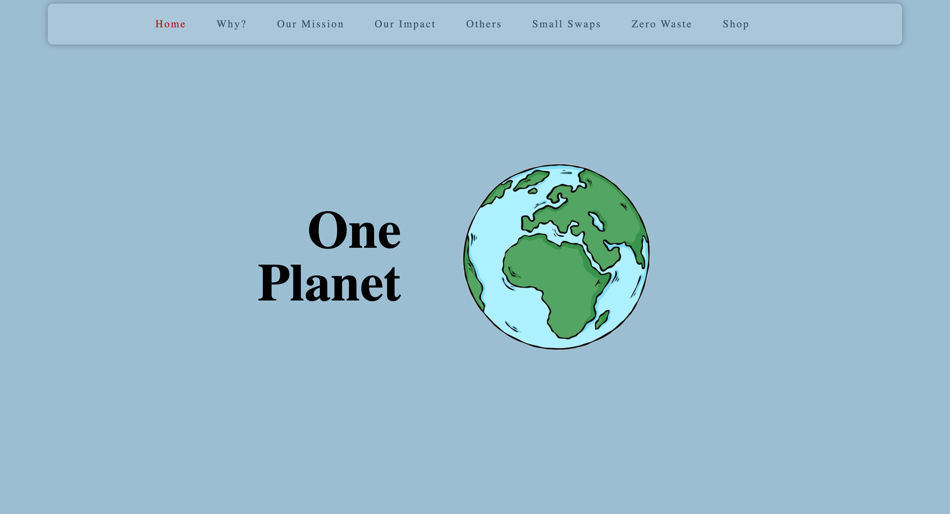 Home Why? Our Mission Our Impact Others Small Swaps Zero Waste Shop
One
Planet